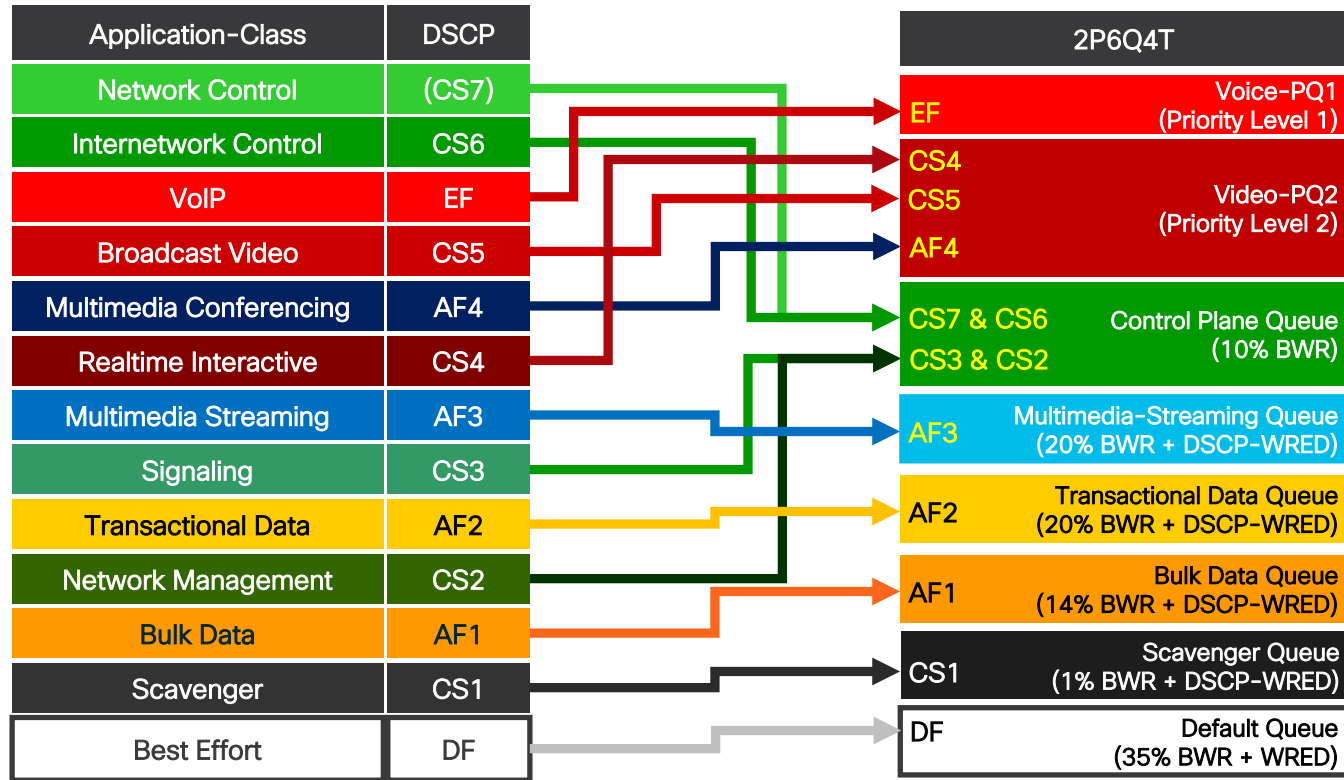 Application-Class DSCP
Network Control (CS7)
Internetwork Control CS6
VoIP EF
Broadcast Video CS5
Multimedia Conferencing AF4
Realtime Interactive CS4
Multimedia Streaming AF3
Signaling CS3
Transactional Data AF2
Network Management CS2
Bulk Data AF1
Scavenger CS1
Best Effort DF
2P6Q4T
EF
Voice-PQ1
(Priority Level 1)
CS4
CS5
AF4
Video-PQ2
(Priority Level 2)
CS7 & CS6
CS3 & CS2
Control Plane Queue
(10% BWR)
AF3
Multimedia-Streaming Queue
(20% BWR + DSCP-WRED)
AF2
Transactional Data Queue
(20% BWR + DSCP-WRED)
AF1
Bulk Data Queue
(14% BWR + DSCP-WRED)
CS1
Scavenger Queue
(1% BWR + DSCP-WRED)
DF
Default Queue
(35% BWR + WRED)